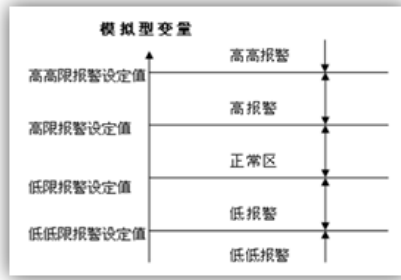 模拟型变量
高高报警
高高限报警设定值
高报警
高限报警设定值
正常区
低限报警设定值
低报警
低低限报警设定值
低低报警